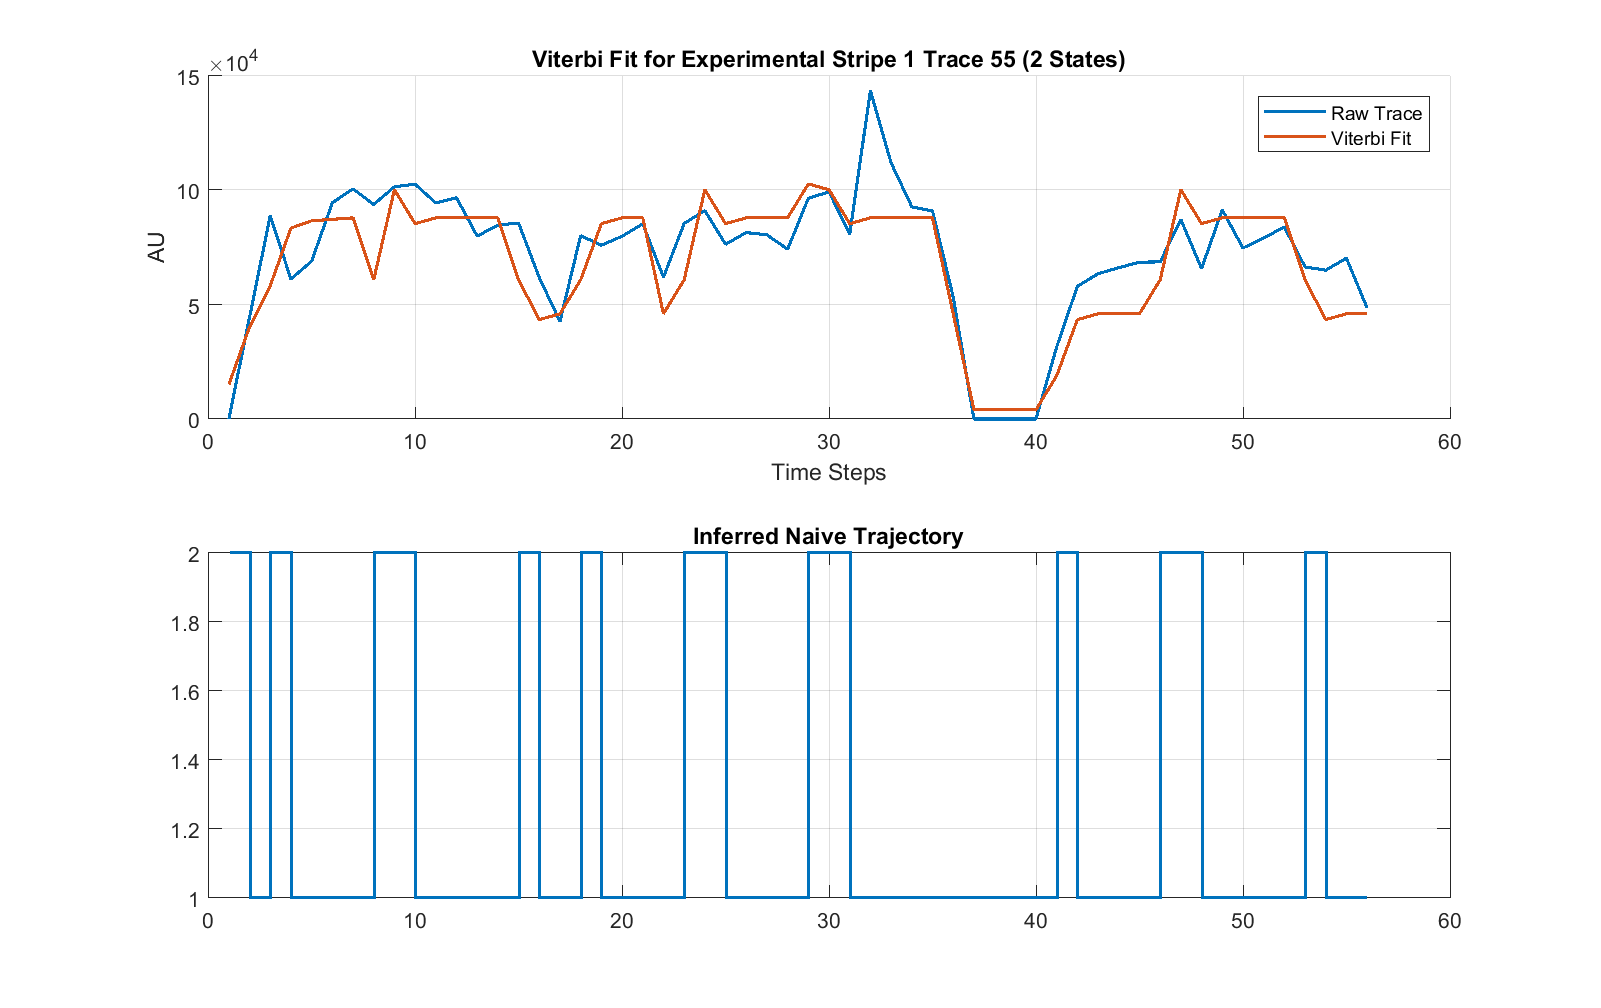 Viterbi Fit for Experimental Stripe 1 Trace 55 (2 States)
×10^4
15
10
5
0
AU
Raw Trace
Viterbi Fit
0 10 20 30 40 50 60
Time Steps
Inferred Naive Trajectory
2
1.8
1.6
1.4
1.2
1
0 10 20 30 40 50 60